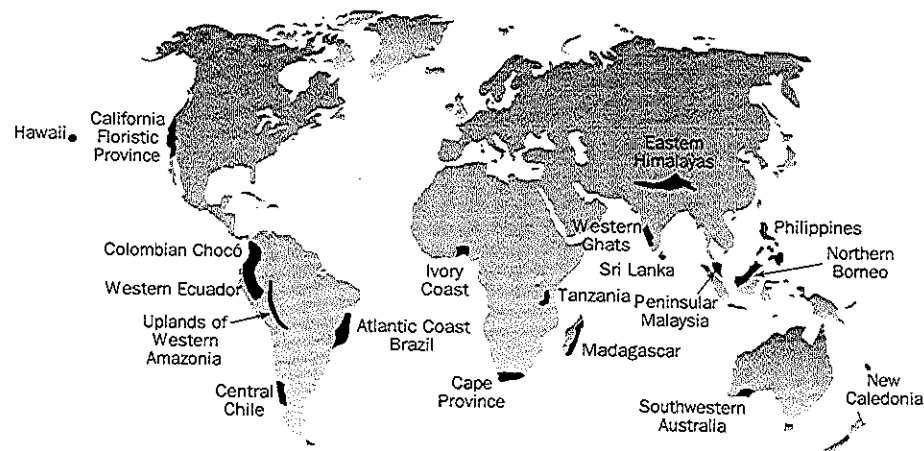 Hawaii
California
Floristic
Province
Eastern
Himalayas
Colombian Chocó
Western Ecuador
Uplands of
Western
Amazonia
Central
Chile
Atlantic Coast
Brazil
Ivory
Coast
Cape
Province
Tanzania
Madagascar
Western
Ghats
Sri Lanka
Peninsular
Malaysia
Philippines
Northern
Borneo
Southwestern
Australia
New
Caledonia